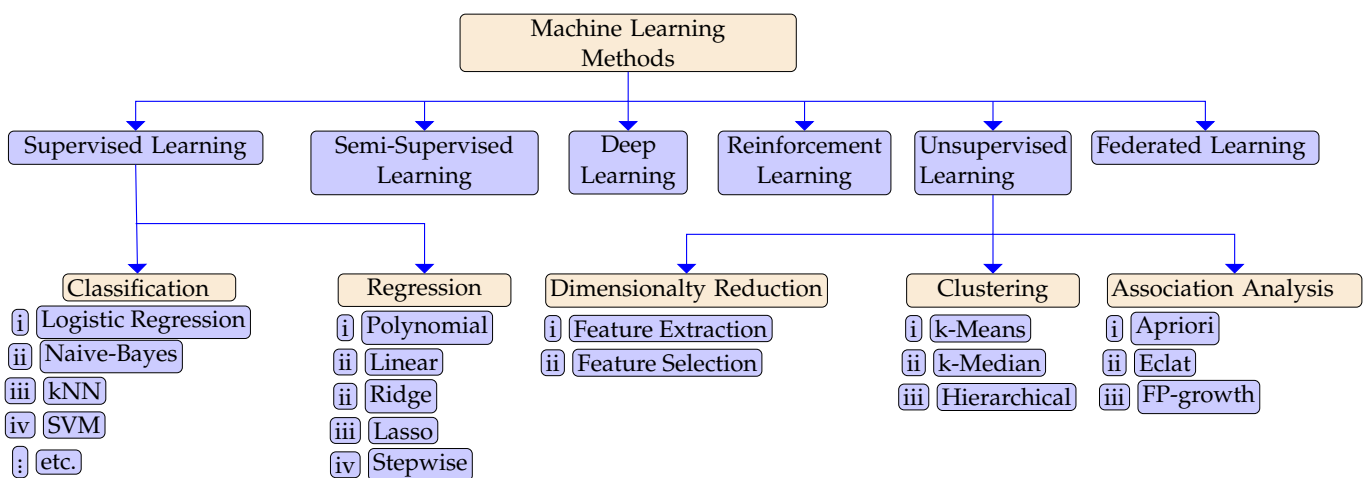 Machine Learning
Methods
Supervised Learning
Semi-Supervised
Learning
Deep
Learning
Reinforcement
Learning
Unsupervised
Learning
Federated Learning
Classification
i Logistic Regression
ii Naive-Bayes
iii kNN
iv SVM
⋮ etc.
Regression
i Polynomial
ii Linear
ii Ridge
iii Lasso
iv Stepwise
Dimensionalty Reduction
i Feature Extraction
ii Feature Selection
Clustering
i k-Means
ii k-Median
iii Hierarchical
Association Analysis
i Apriori
ii Eclat
iii FP-growth